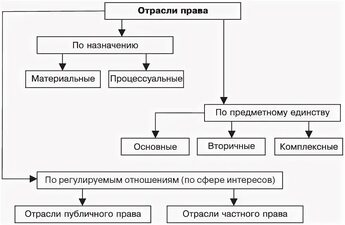 Отрасли права
По назначению
Материальные
Процессуальные
По предметному единству
Основные
Вторичные
Комплексные
По регулируемым отношениям (по сфере интересов)
Отрасли публичного права
Отрасли частного права